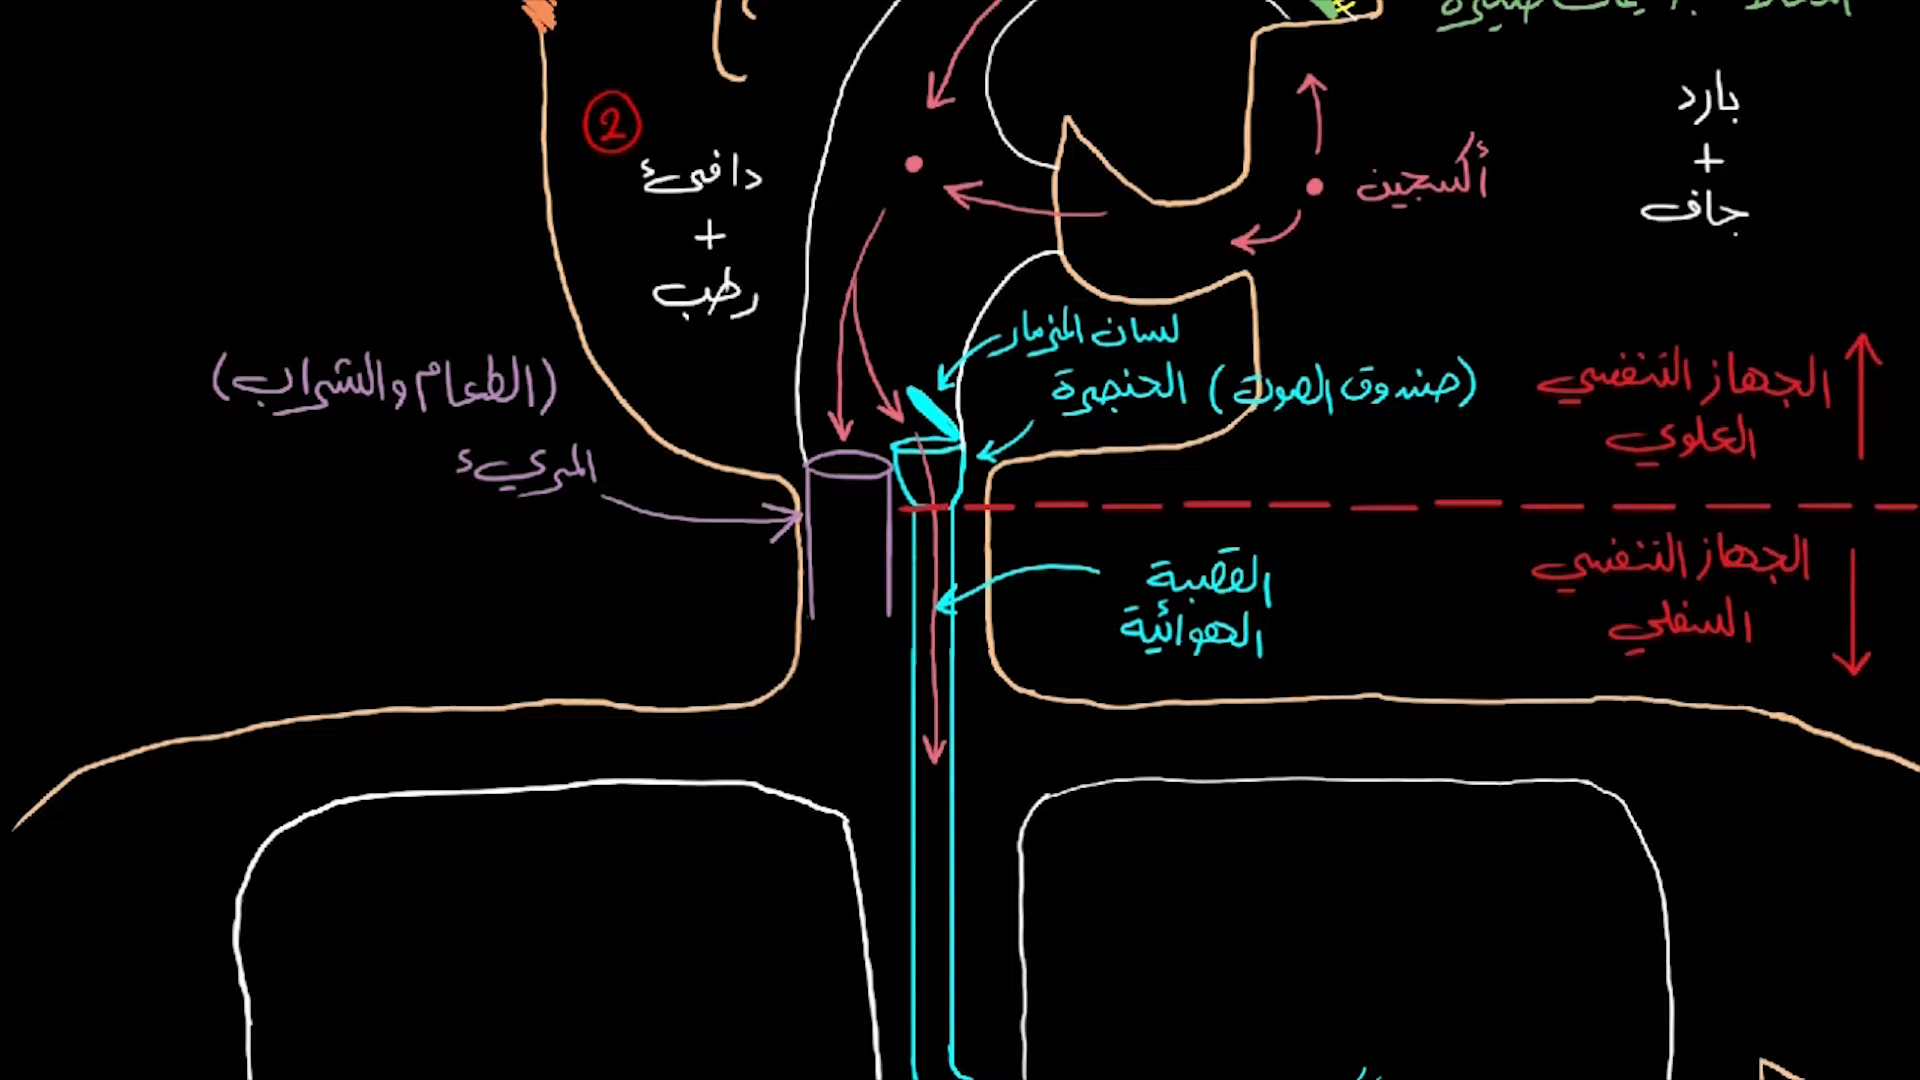 بارد
+
جاف
أكسجين
2
دافئ
+
رطب
لسان المزمار
الحنجرة (صندوق الصوت)
(الطعام والشراب)
المريء
الجهاز التنفسي
العلوي
الجهاز التنفسي
السفلي
القصبة
الهوائية